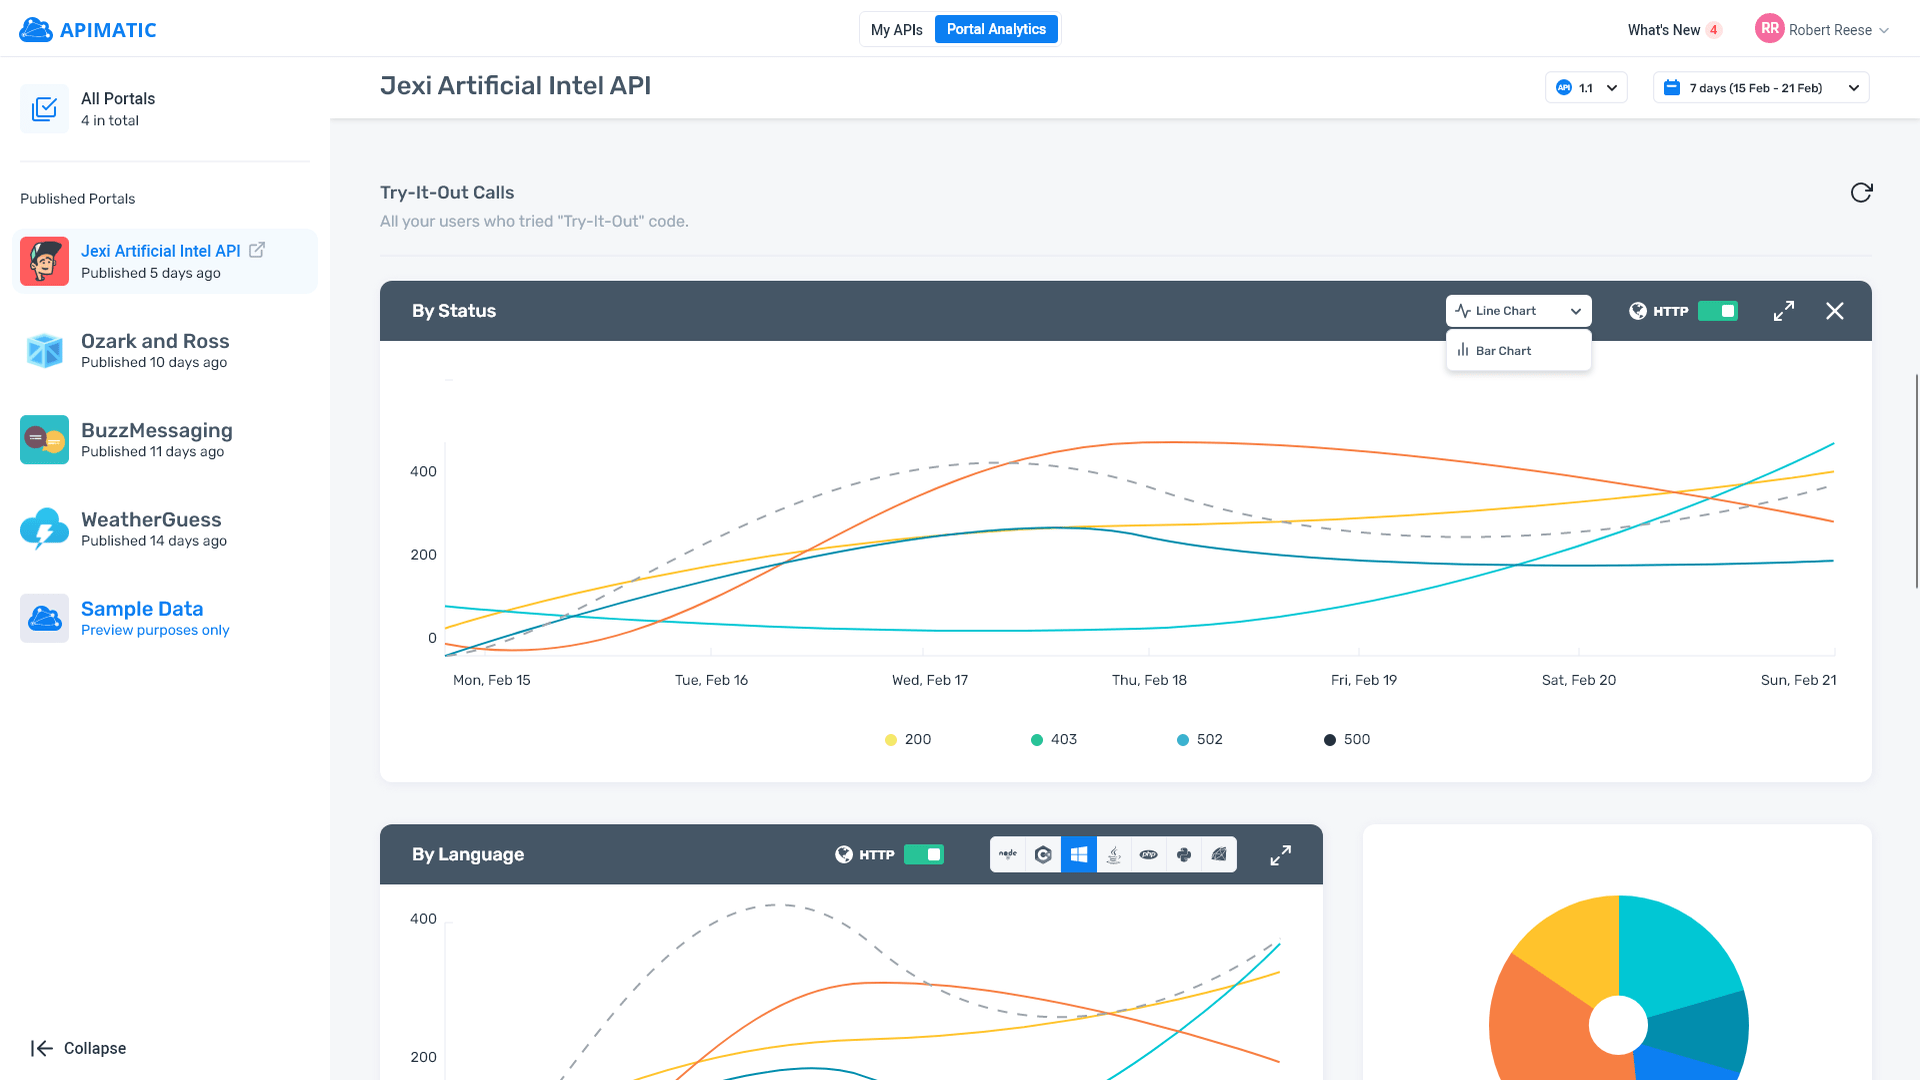 APIMATIC
My APIs
Portal Analytics
What's New 4
RR Robert Reese
All Portals
4 in total
Published Portals
Jexi Artificial Intel API
Published 5 days ago
Ozark and Ross
Published 10 days ago
BuzzMessaging
Published 11 days ago
WeatherGuess
Published 14 days ago
Sample Data
Preview purposes only
Collapse
Jexi Artificial Intel API
API 1.1
7 days (15 Feb - 21 Feb)
Try-It-Out Calls
All your users who tried "Try-It-Out" code.
By Status
Line Chart
HTTP
Bar Chart
400
200
0
Mon, Feb 15
Tue, Feb 16
Wed, Feb 17
Thu, Feb 18
Fri, Feb 19
Sat, Feb 20
Sun, Feb 21
200
403
502
500
By Language
HTTP
node
php
400
200